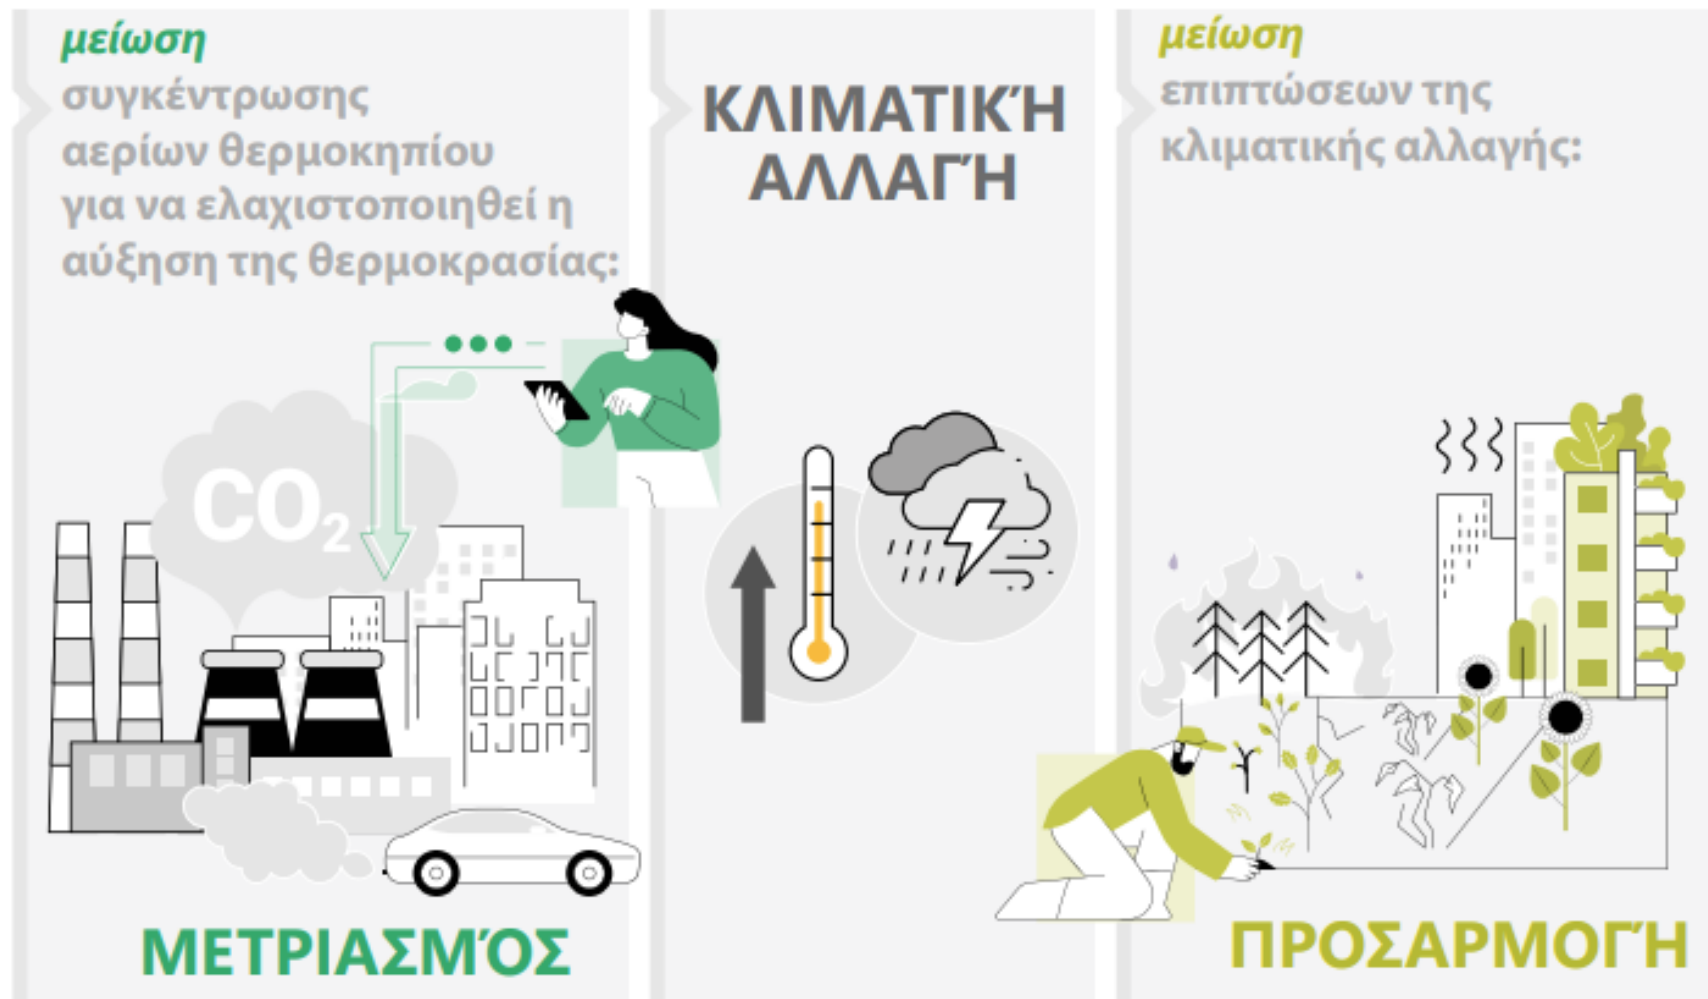 μείωση
συγκέντρωσης
αερίων θερμοκηπίου
για να ελαχιστοποιηθεί η
αύξηση της θερμοκρασίας:
CO₂
ΜΕΤΡΙΑΣΜΌΣ
ΚΛΙΜΑΤΙΚΉ
ΑΛΛΑΓΉ
μείωση
επιπτώσεων της
κλιματικής αλλαγής:
ΠΡΟΣΑΡΜΟΓΉ